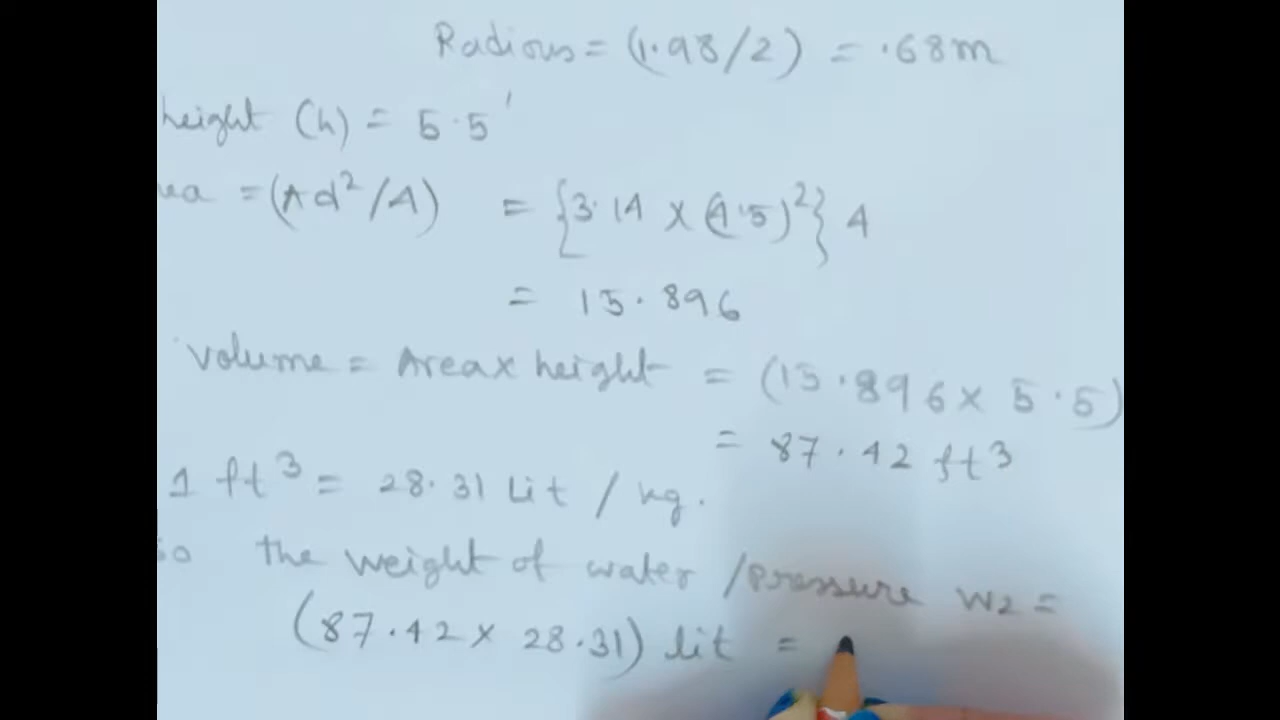 Radious = (1.98/2) = .68m
height (h) = 5.5'
= (πd²/4) = {3.14 x (4.5)²} 4
= 15.896
Volume = Area x height = (15.896 x 5.5)
= 87.42 ft³
1 ft³ = 28.31 Lit / kg.
so the weight of water /pressure W2 =
(87.42 x 28.31) lit =